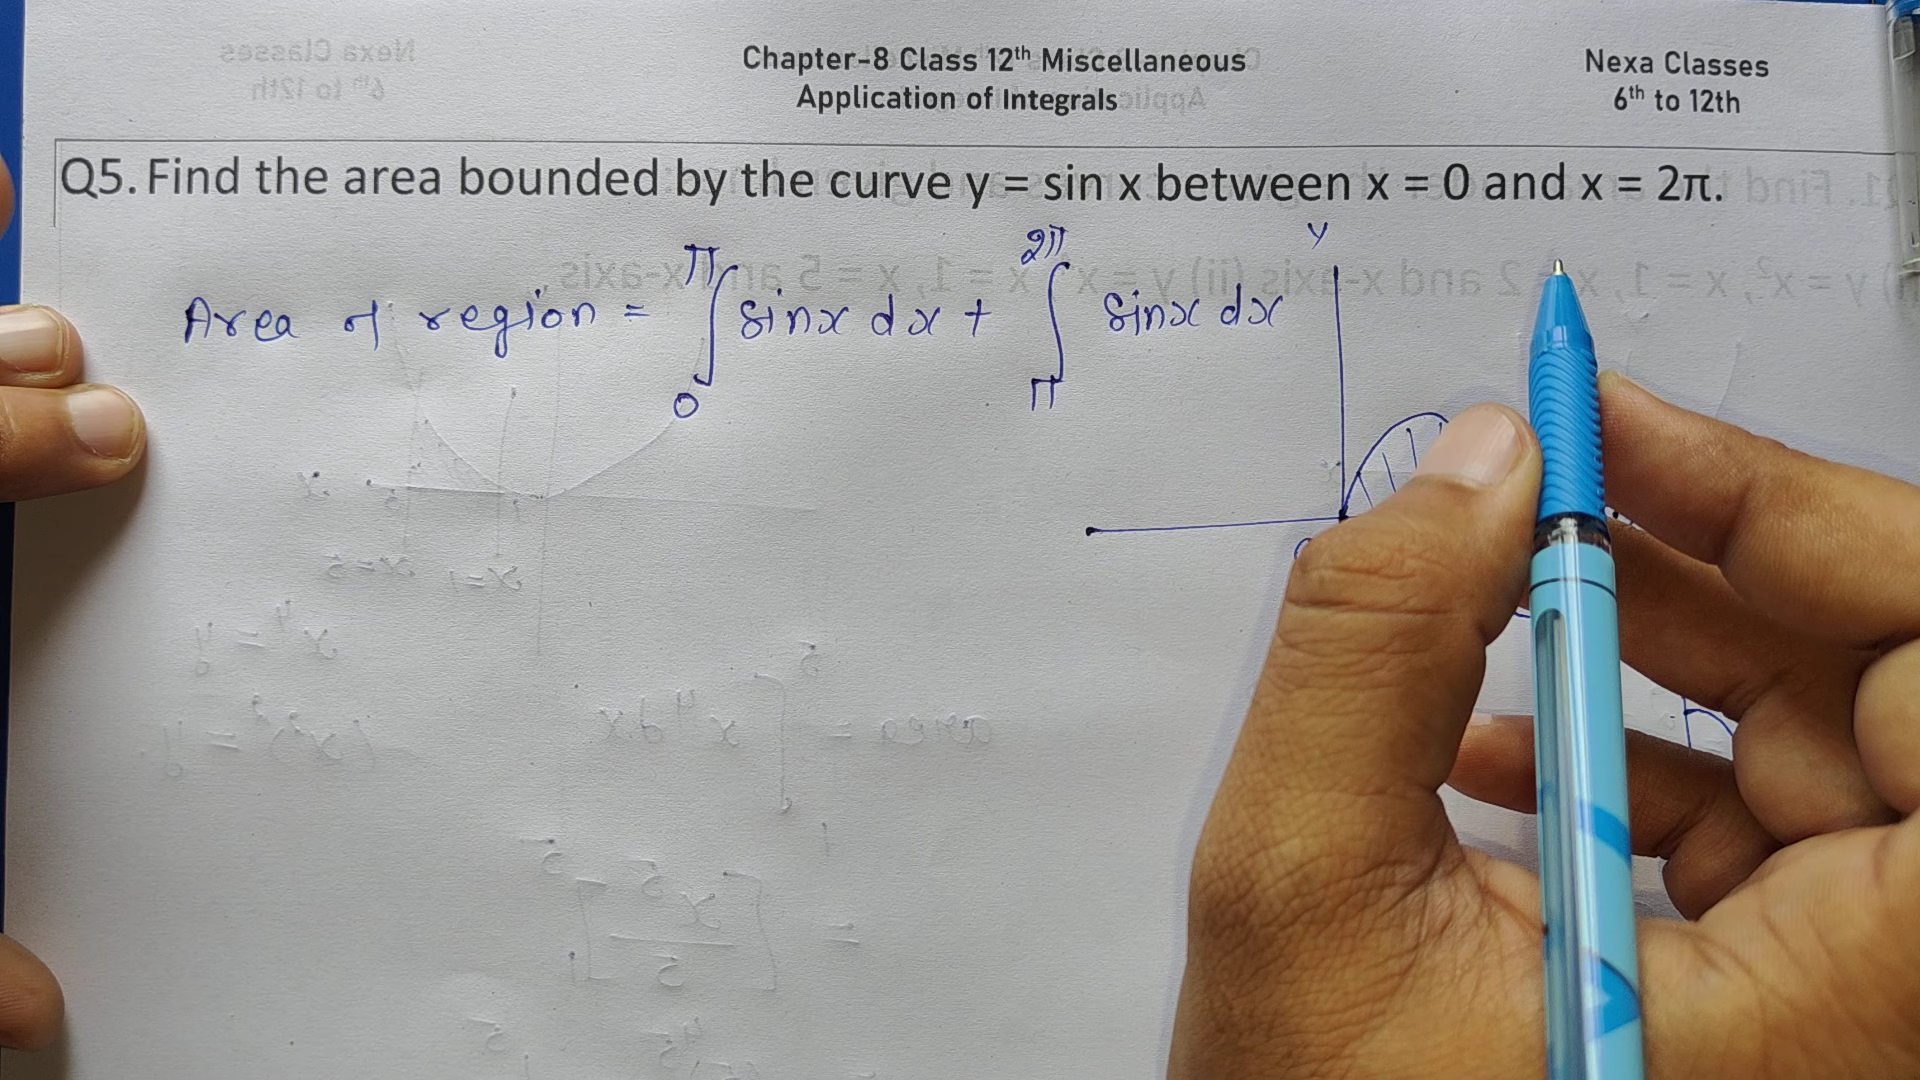 Chapter-8 Class 12th Miscellaneous
Application of Integrals
Nexa Classes
6th to 12th
Q5. Find the area bounded by the curve y = sin x between x = 0 and x = 2π.
Area of region = ∫₀^π sinx dx + ∫_π^2π sinx dx
y